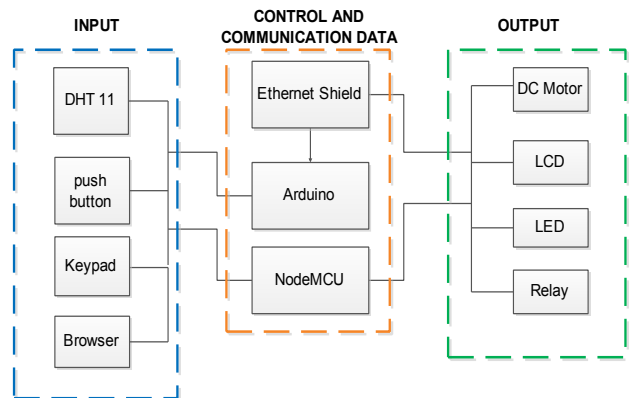 INPUT
DHT 11
push
button
Keypad
Browser
CONTROL AND
COMMUNICATION DATA
Ethernet Shield
Arduino
NodeMCU
OUTPUT
DC Motor
LCD
LED
Relay